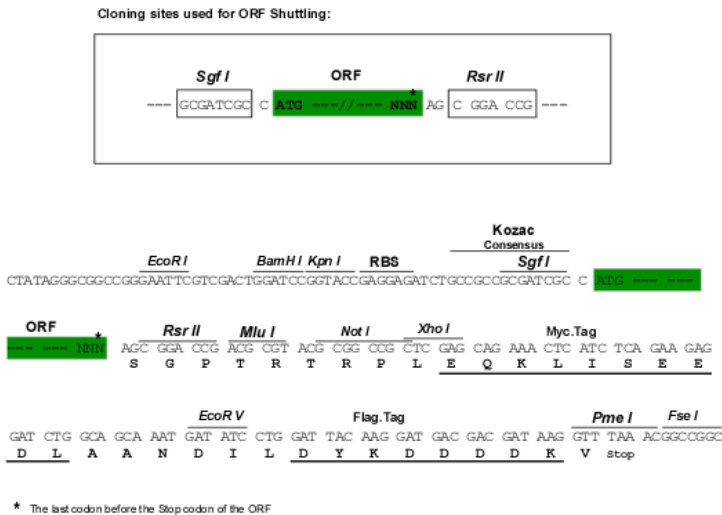 Cloning sites used for ORF Shuttling:
Sgf I ORF Rsr II
*
--- GCGATCGC C ATG ---//--- NNN AG C GGA CCG ---
Kozac
Consensus
EcoR I BamH I Kpn I RBS Sgf I
CTATAGGGCGGCCGGGAATTCGTCGACTGGATCCGGTACCGAGGAGATCTGCCGCCGCGATCGC C ATG --- ---
ORF * Rsr II Mlu I Not I Xho I Myc.Tag
--- --- NNN AGC GGA CCG ACG CGT ACG CGG CCG CTC GAG CAG AAA CTC ATC TCA GAA GAG
S G P T R T R P L E Q K L I S E E
EcoR V Flag.Tag Pme I Fse I
GAT CTG GCA GCA AAT GAT ATC CTG GAT TAC AAG GAT GAC GAC GAT AAG GTT TAA ACGGCCGGC
D L A A N D I L D Y K D D D D K V Stop
* The last codon before the Stop codon of the ORF